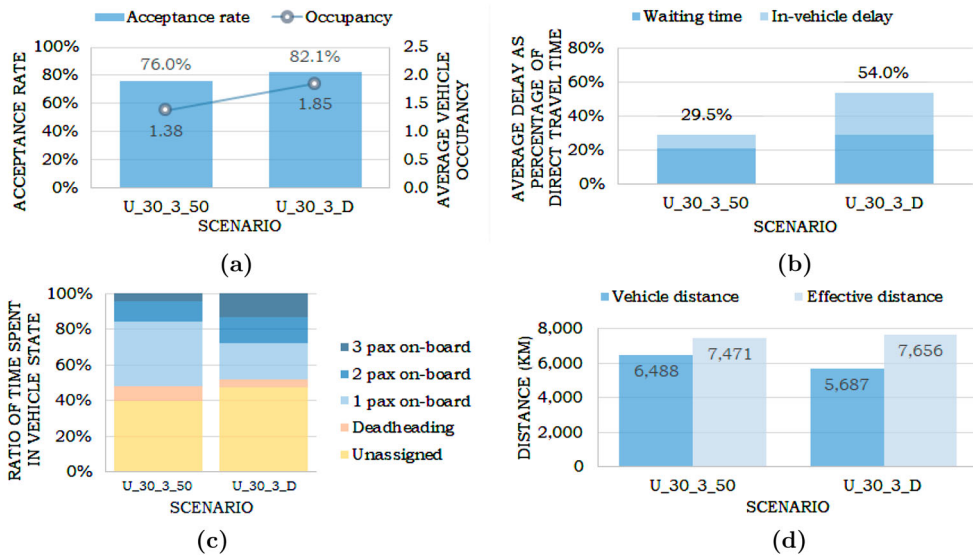 Acceptance rate Occupancy
ACCEPTANCE RATE
100%
80%
60%
40%
20%
0%
76.0%
82.1%
1.38
1.85
2.5
2.0
1.5
1.0
0.5
0.0
AVERAGE VEHICLE
OCCUPANCY
U_30_3_50 U_30_3_D
SCENARIO
(a)
Waiting time In-vehicle delay
AVERAGE DELAY AS
PERCENTAGE OF
DIRECT TRAVEL TIME
80%
60%
40%
20%
0%
29.5%
54.0%
U_30_3_50 U_30_3_D
SCENARIO
(b)
RATIO OF TIME SPENT
IN VEHICLE STATE
100%
80%
60%
40%
20%
0%
3 pax on-board
2 pax on-board
1 pax on-board
Deadheading
Unassigned
U_30_3_50 U_30_3_D
SCENARIO
(c)
Vehicle distance Effective distance
DISTANCE (KM)
8,000
6,000
4,000
2,000
0
6,488
7,471
5,687
7,656
U_30_3_50 U_30_3_D
SCENARIO
(d)